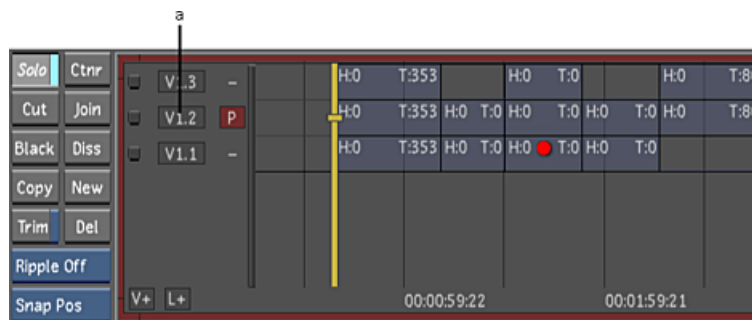 a
Solo Ctnr
V1.3 – H:0 T:353 H:0 T:0 H:0 T:8
Cut Join
V1.2 P H:0 T:353 H:0 T:0 H:0 T:0 H:0 T:0 H:0 T:8
Black Diss
V1.1 – H:0 T:353 H:0 T:0 H:0 T:0 H:0 T:0
Copy New
Trim Del
Ripple Off
Snap Pos
V+ L+ 00:00:59:22 00:01:59:21